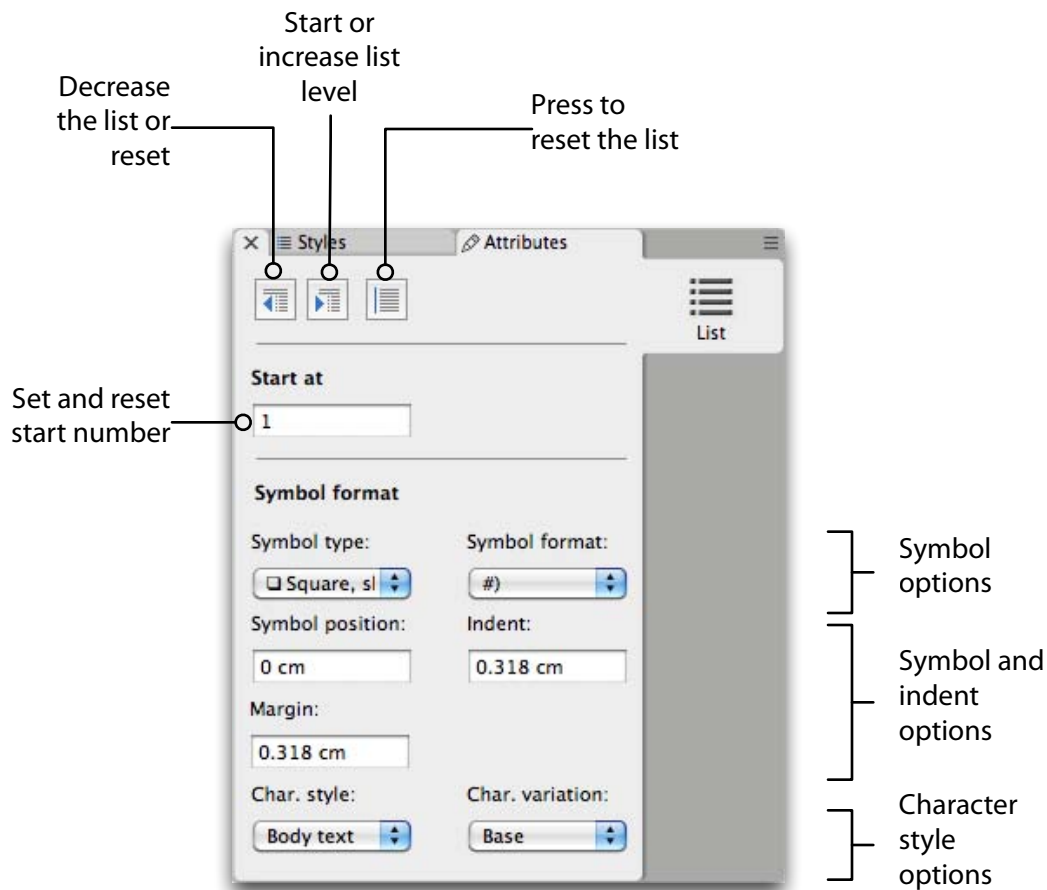 Start or
increase list
level
Decrease
the list or
reset
Press to
reset the list
Styles
Attributes
List
Start at
Set and reset
start number
1
Symbol format
Symbol type:
Symbol format:
Square, sl
#)
Symbol
options
Symbol position:
Indent:
0 cm
0.318 cm
Symbol and
indent
options
Margin:
0.318 cm
Char. style:
Char. variation:
Body text
Base
Character
style
options